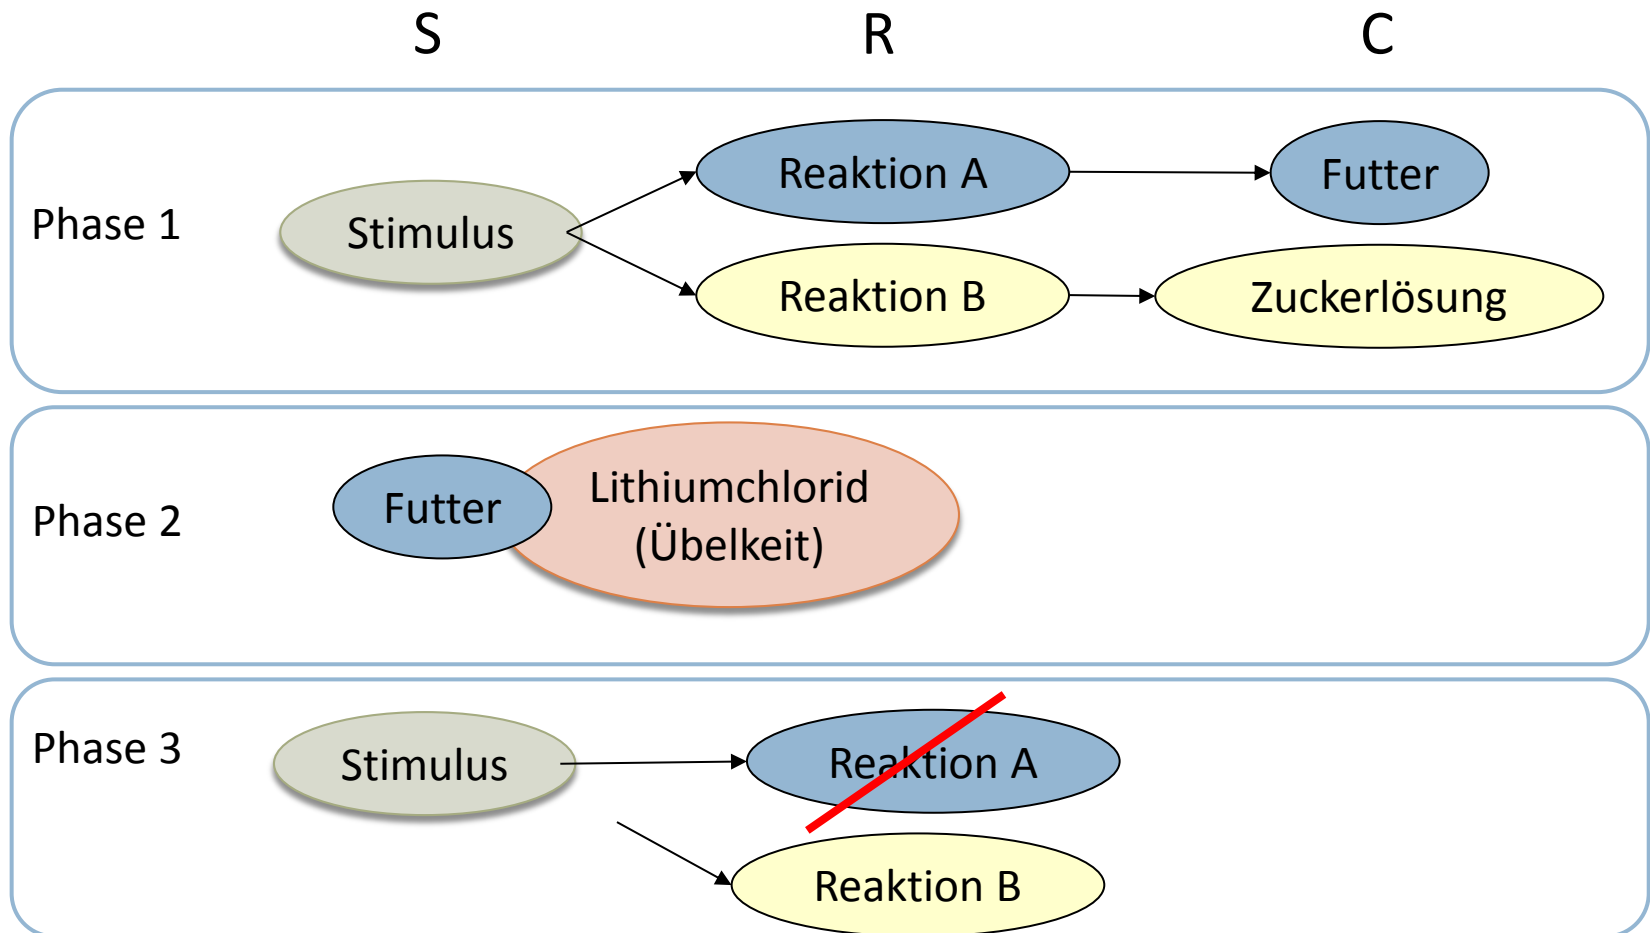 S R C
Phase 1
Stimulus
Reaktion A
Futter
Reaktion B
Zuckerlösung
Phase 2
Futter
Lithiumchlorid
(Übelkeit)
Phase 3
Stimulus
Reaktion A
Reaktion B